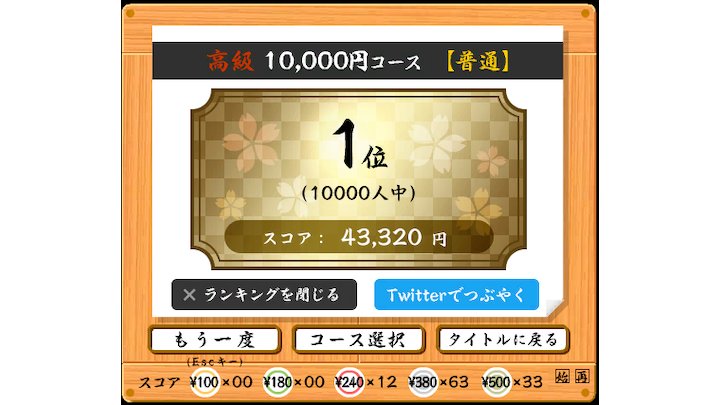 高級 10,000円コース 【普通】
1位
(10000人中)
スコア： 43,320 円
× ランキングを閉じる
Twitterでつぶやく
もう一度
コース選択
タイトルに戻る
(Escキー)
スコア ¥100×00 ¥180×00 ¥240×12 ¥380×63 ¥500×33 始 再